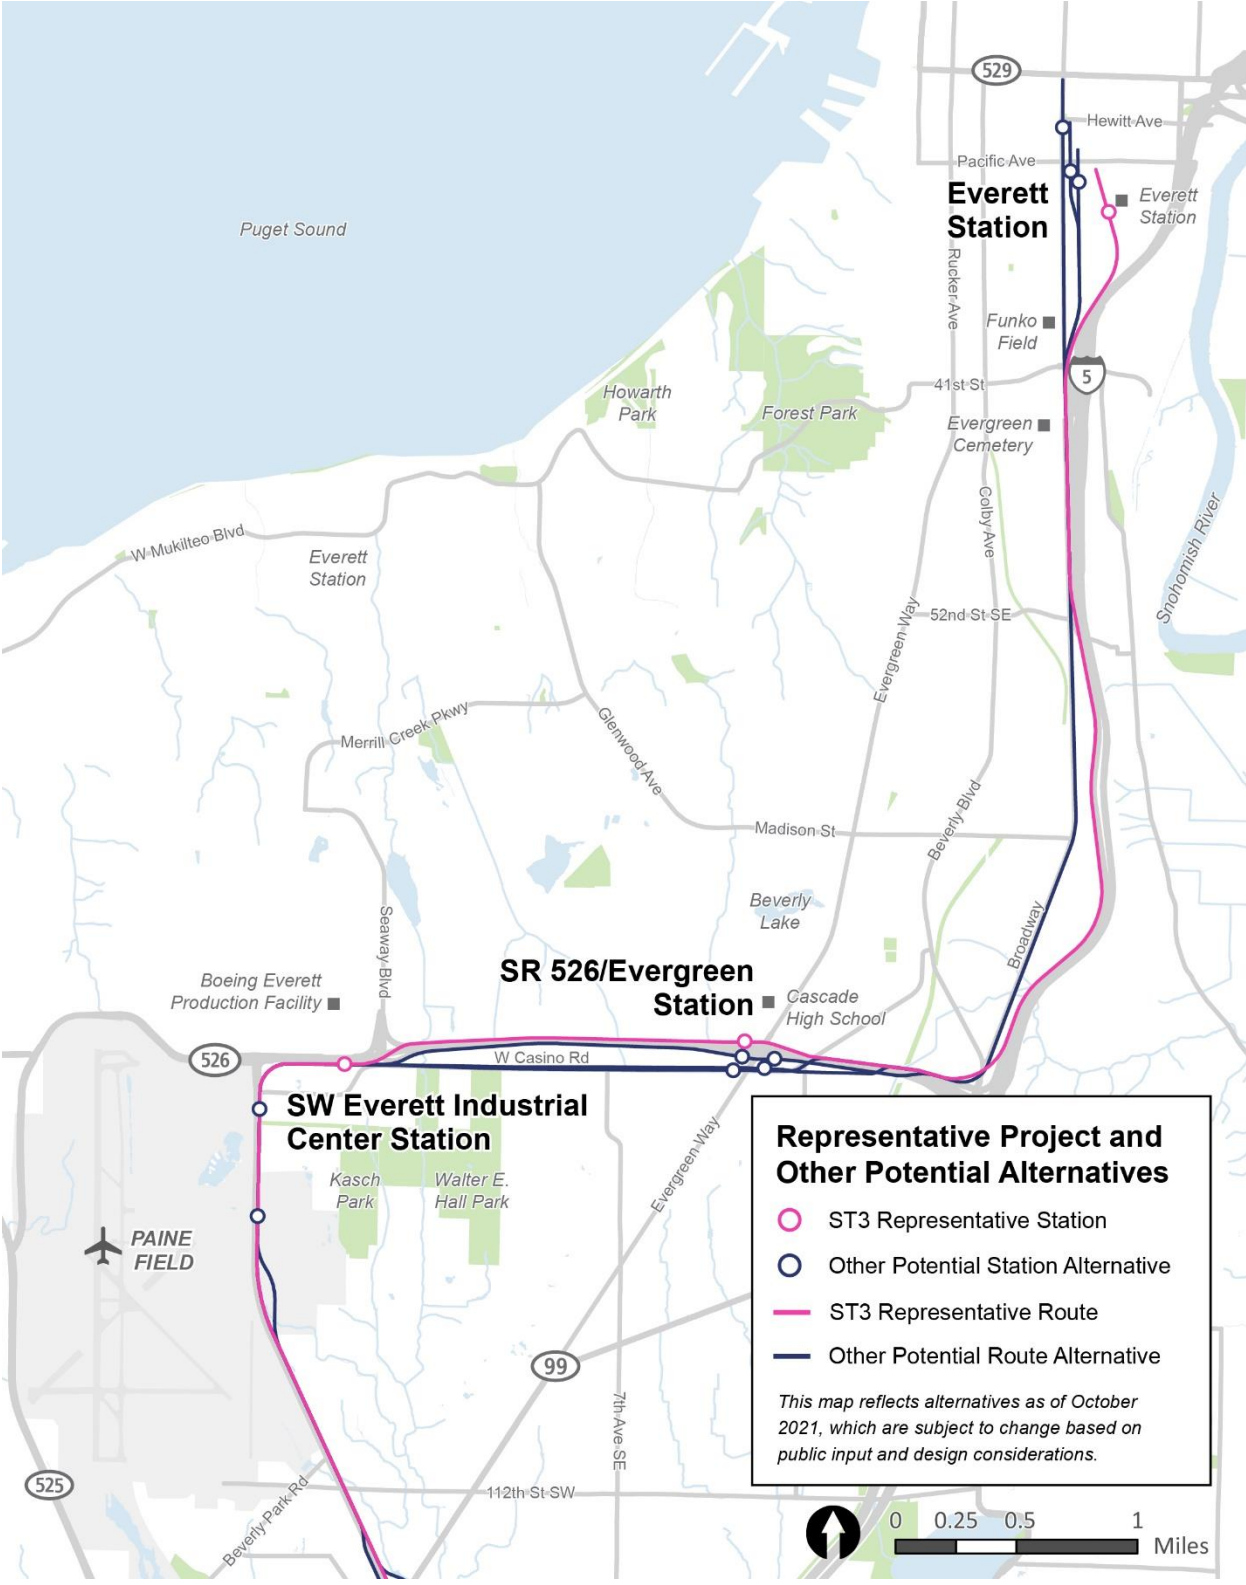 529
Hewitt Ave
Pacific Ave
Everett
Station
Everett
Station
Puget Sound
Rucker Ave
Funko
Field
5
41st St
Howarth
Park
Forest Park
Evergreen
Cemetery
Colby Ave
Snohomish River
W Mukilteo Blvd
Everett
Station
Evergreen Way
52nd St SE
Merrill Creek Pkwy
Glenwood Ave
Madison St
Beverly Blvd
Beverly
Lake
Broadway
Seaway Blvd
SR 526/Evergreen
Station
Boeing Everett
Production Facility
Cascade
High School
526
W Casino Rd
SW Everett Industrial
Center Station
Kasch
Park
Walter E.
Hall Park
Evergreen Way
PAINE
FIELD
99
7th Ave SE
525
Beverly Park Rd
112th St SW
Representative Project and
Other Potential Alternatives
ST3 Representative Station
Other Potential Station Alternative
ST3 Representative Route
Other Potential Route Alternative
This map reflects alternatives as of October
2021, which are subject to change based on
public input and design considerations.
0 0.25 0.5 1
Miles